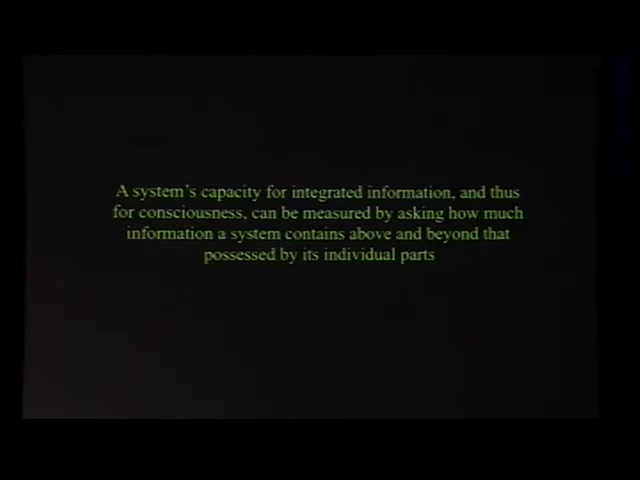 A system's capacity for integrated information, and thus
for consciousness, can be measured by asking how much
information a system contains above and beyond that
possessed by its individual parts